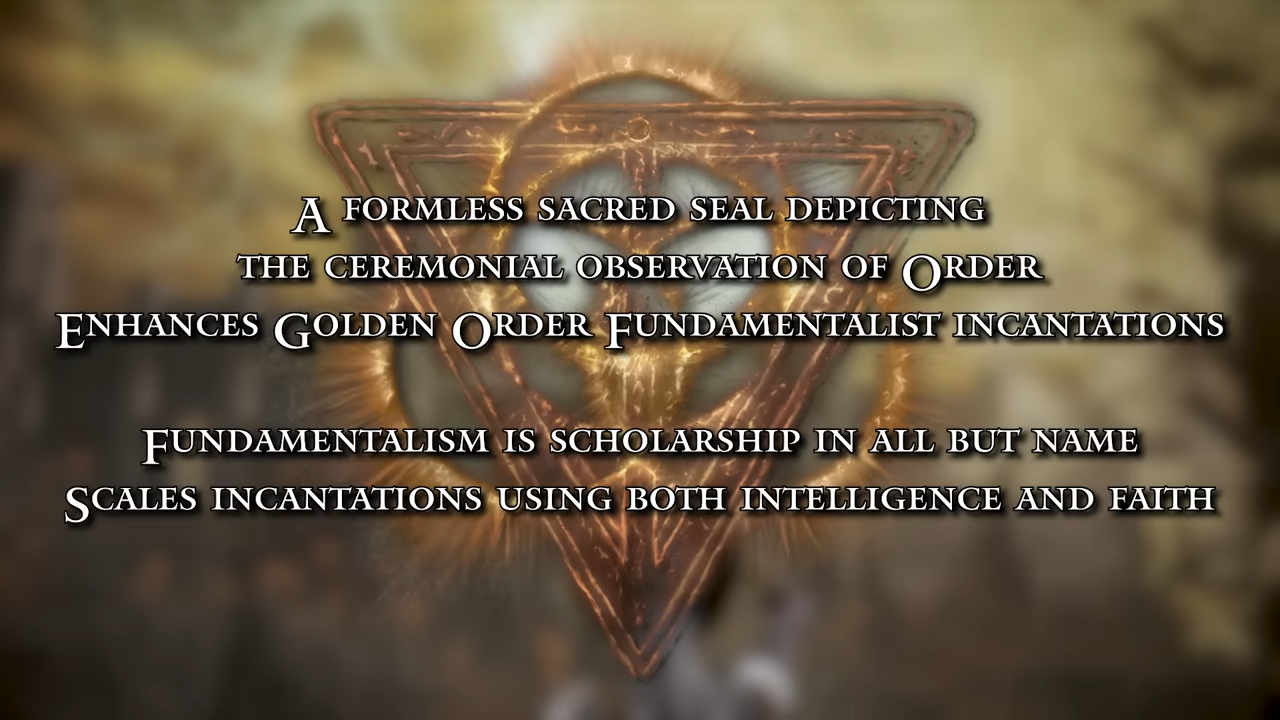 A formless sacred seal depicting
the ceremonial observation of Order
Enhances Golden Order Fundamentalist incantations
Fundamentalism is scholarship in all but name
Scales incantations using both intelligence and faith